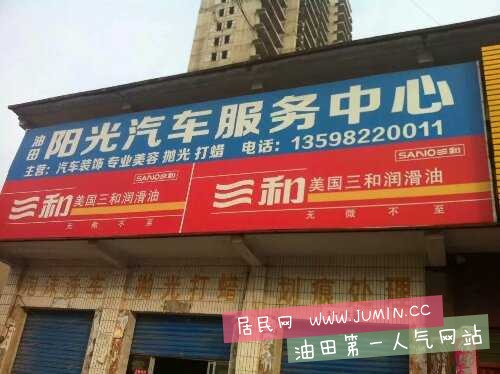 油田 阳光汽车服务中心
主营：汽车装饰 专业美容 抛光 打蜡 电话：13598220011
SANO三和 SANO三和
三和 美国三和润滑油 三和 美国三和润滑油
无微不至 无微不至
泡沫洗车 抛光打蜡 划痕处理
居民网 WWW.JUMIN.CC
油田第一人气网站